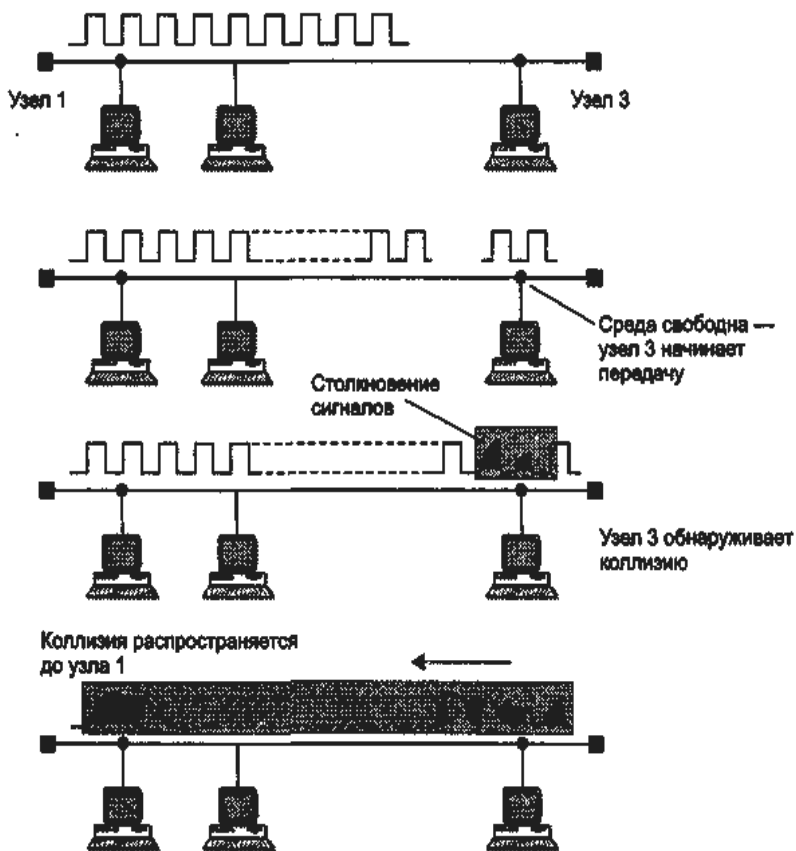 Узел 1
Узел 3
Среда свободна —
узел 3 начинает
передачу
Столкновение
сигналов
Узел 3 обнаруживает
коллизию
Коллизия распространяется
до узла 1